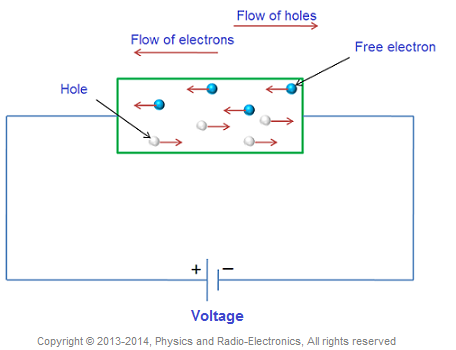 Flow of holes
Flow of electrons
Free electron
Hole
+ −
Voltage
Copyright © 2013-2014, Physics and Radio-Electronics, All rights reserved